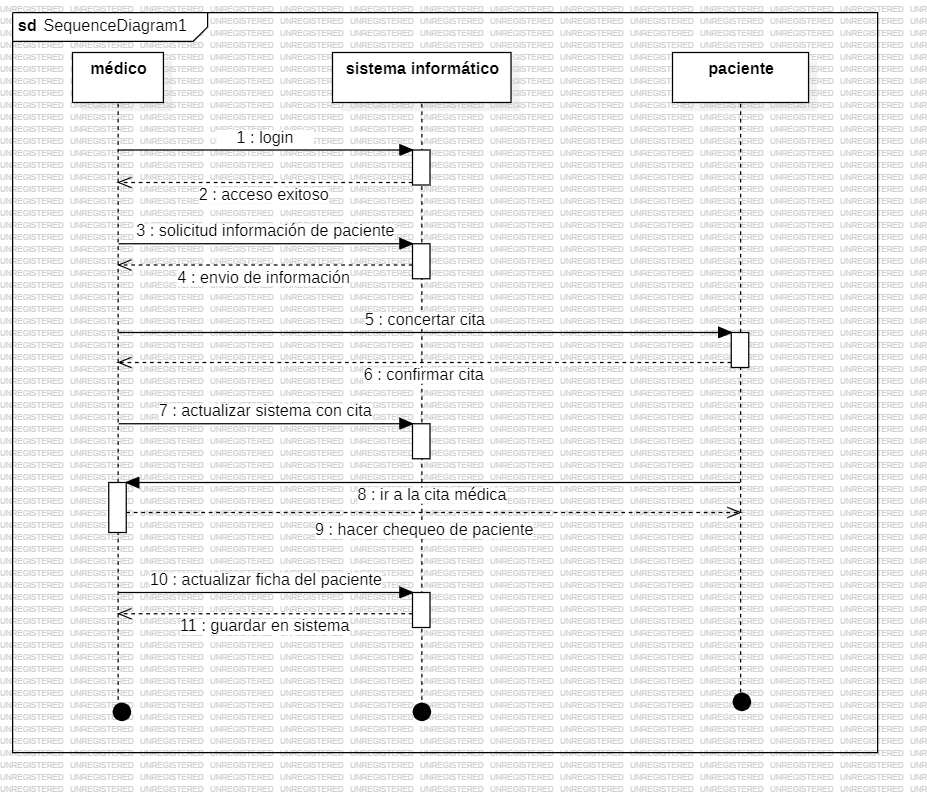 sd SequenceDiagram1
médico
sistema informático
paciente
1 : login
2 : acceso exitoso
3 : solicitud información de paciente
4 : envio de información
5 : concertar cita
6 : confirmar cita
7 : actualizar sistema con cita
8 : ir a la cita médica
9 : hacer chequeo de paciente
10 : actualizar ficha del paciente
11 : guardar en sistema
UNREGISTERED